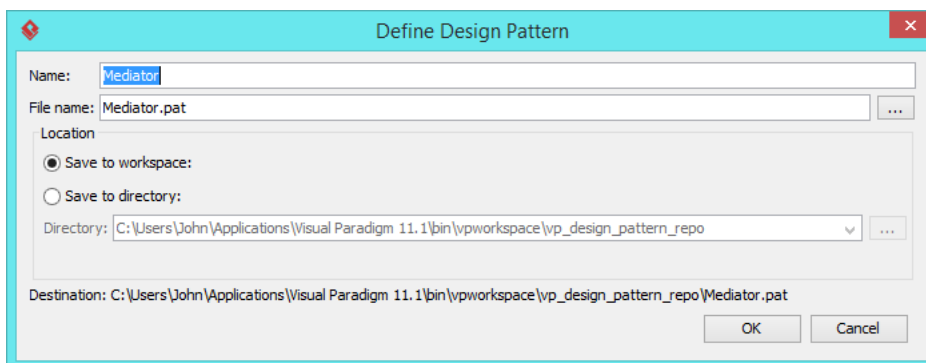 Define Design Pattern
Name: Mediator
File name: Mediator.pat ...
Location
Save to workspace:
Save to directory:
Directory: C:\Users\John\Applications\Visual Paradigm 11.1\bin\vpworkspace\vp_design_pattern_repo ...
Destination: C:\Users\John\Applications\Visual Paradigm 11.1\bin\vpworkspace\vp_design_pattern_repo\Mediator.pat
OK Cancel